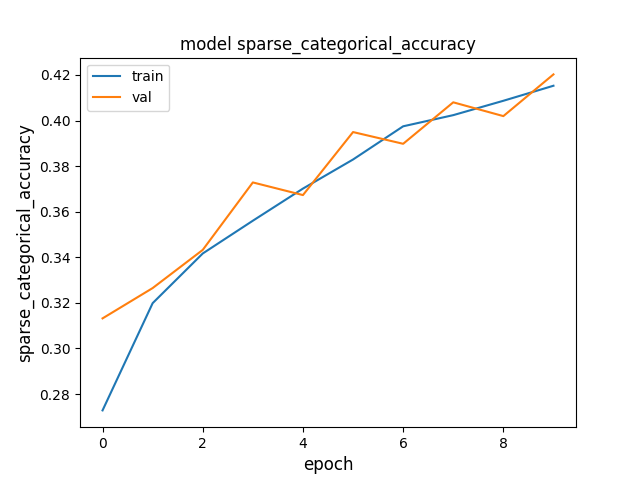 model sparse_categorical_accuracy
train
val
0.42
0.40
0.38
0.36
0.34
0.32
0.30
0.28
sparse_categorical_accuracy
0 2 4 6 8
epoch